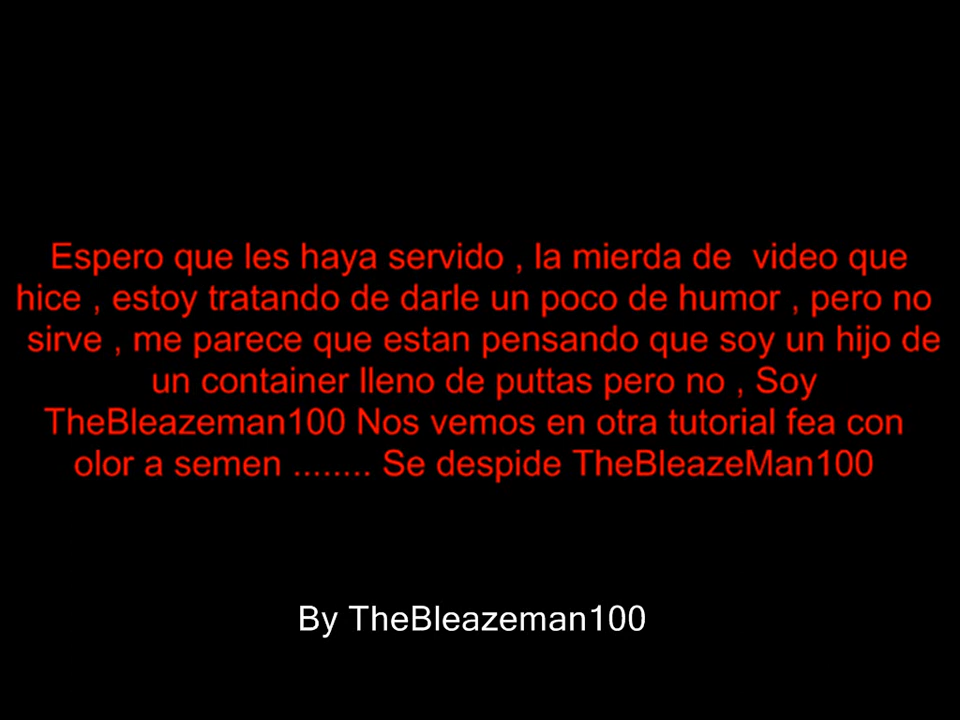 Espero que les haya servido , la mierda de  video que
hice , estoy tratando de darle un poco de humor , pero no
sirve , me parece que estan pensando que soy un hijo de
un container lleno de puttas pero no , Soy
TheBleazeman100 Nos vemos en otra tutorial fea con
olor a semen ........ Se despide TheBleazeMan100
By TheBleazeman100